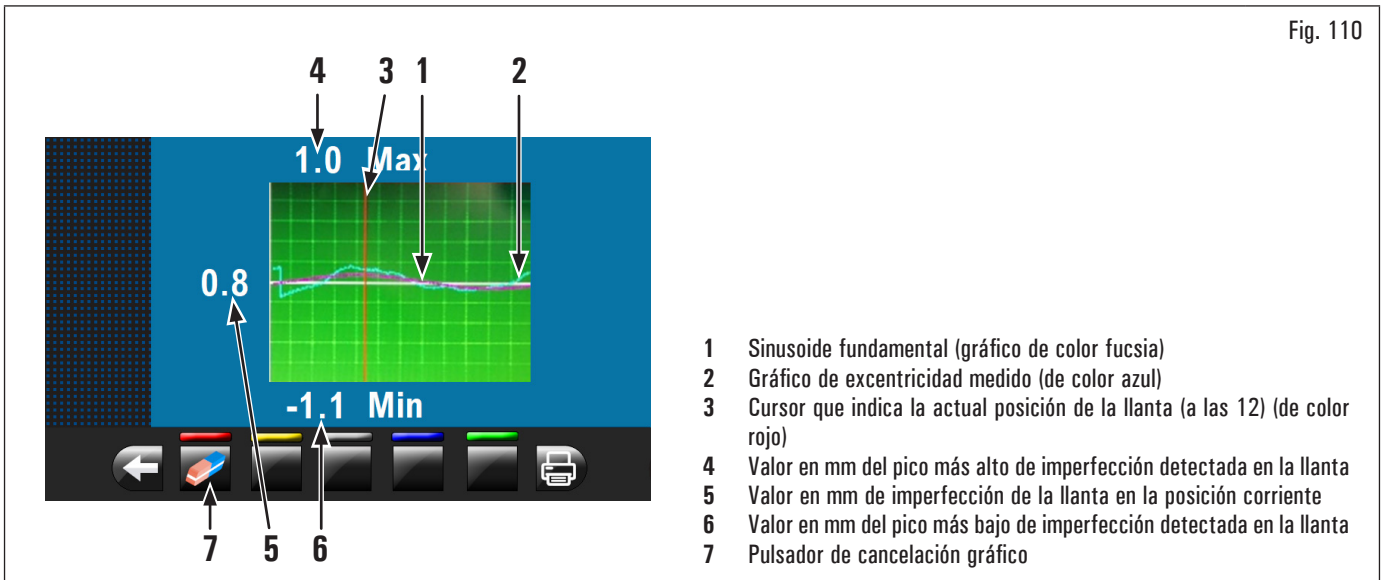 Fig. 110
4 3 1 2
1.0 Max
0.8
-1.1 Min
7 5 6
1 Sinusoide fundamental (gráfico de color fucsia)
2 Gráfico de excentricidad medido (de color azul)
3 Cursor que indica la actual posición de la llanta (a las 12) (de color
rojo)
4 Valor en mm del pico más alto de imperfección detectada en la llanta
5 Valor en mm de imperfección de la llanta en la posición corriente
6 Valor en mm del pico más bajo de imperfección detectada en la llanta
7 Pulsador de cancelación gráfico